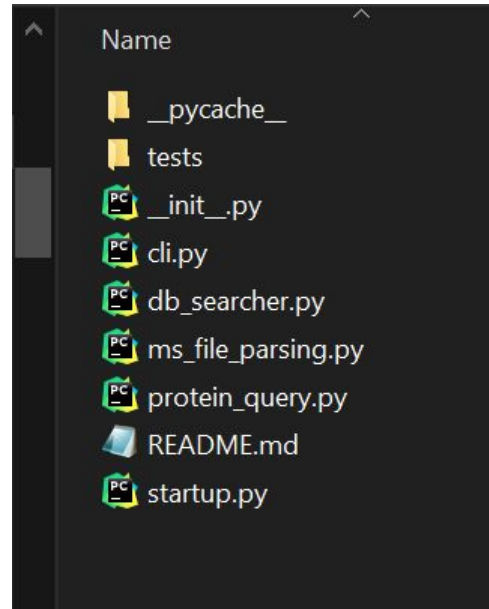 Name
__pycache__
tests
__init__.py
cli.py
db_searcher.py
ms_file_parsing.py
protein_query.py
README.md
startup.py